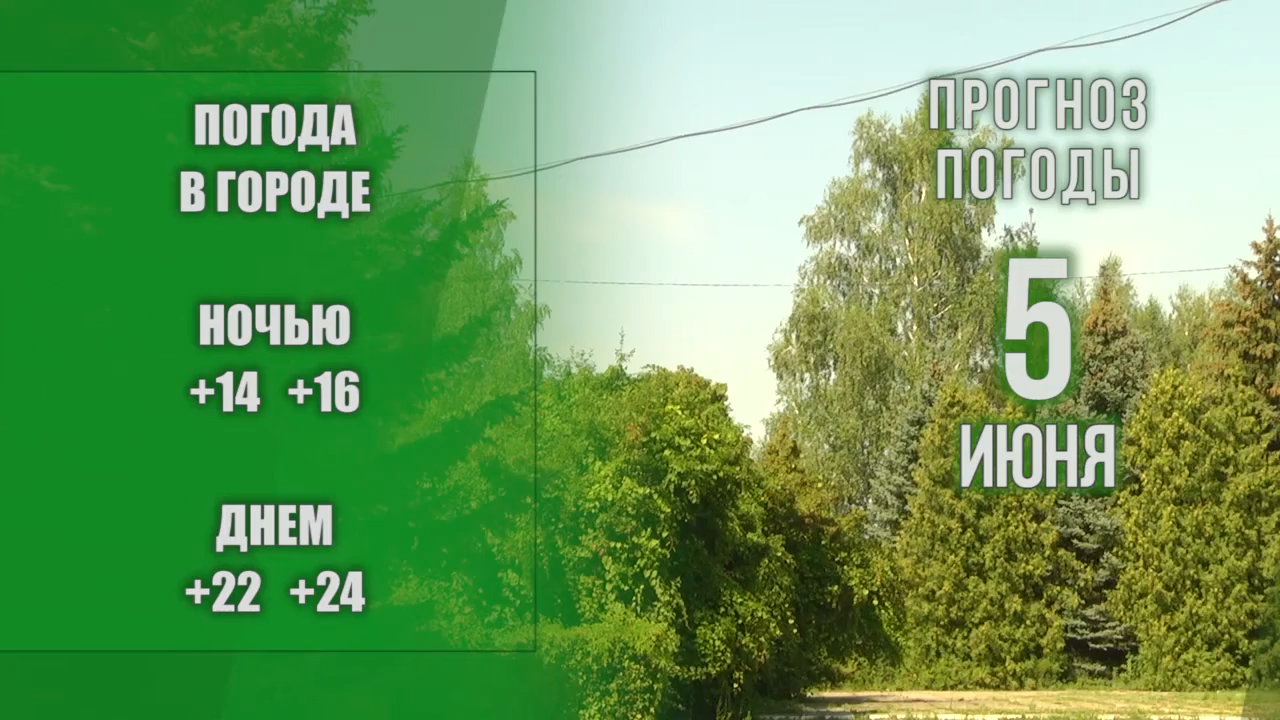 ПОГОДА
В ГОРОДЕ
НОЧЬЮ
+14 +16
ДНЕМ
+22 +24
ПРОГНОЗ
ПОГОДЫ
5
ИЮНЯ